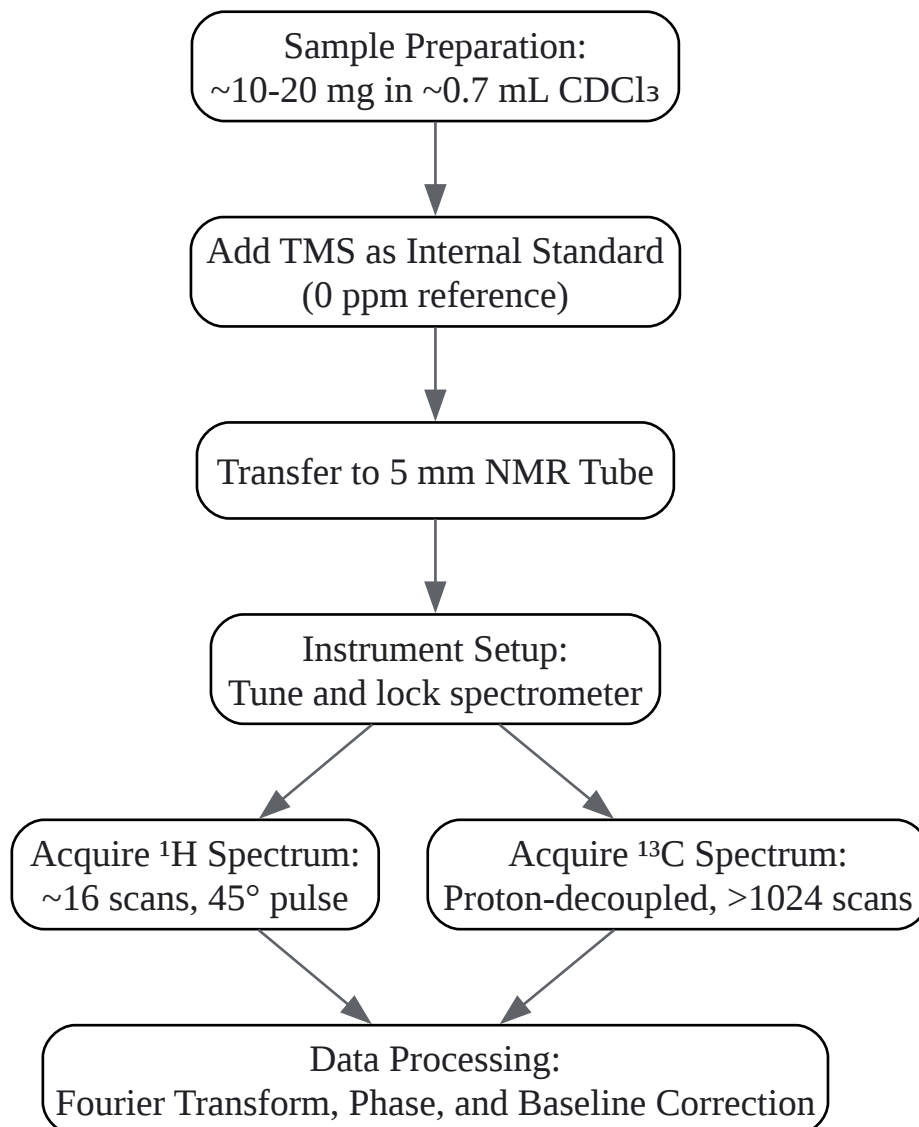 Sample Preparation:
~10-20 mg in ~0.7 mL CDCl₃
Add TMS as Internal Standard
(0 ppm reference)
Transfer to 5 mm NMR Tube
Instrument Setup:
Tune and lock spectrometer
Acquire ¹H Spectrum:
~16 scans, 45° pulse
Acquire ¹³C Spectrum:
Proton-decoupled, >1024 scans
Data Processing:
Fourier Transform, Phase, and Baseline Correction